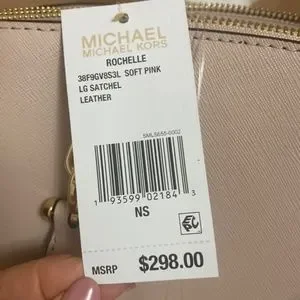 MICHAEL
MICHAEL KORS
ROCHELLE
38F9GV8S3L SOFT PINK
LG SATCHEL
LEATHER
1 93599 02184 3
NS
MSRP $298.00